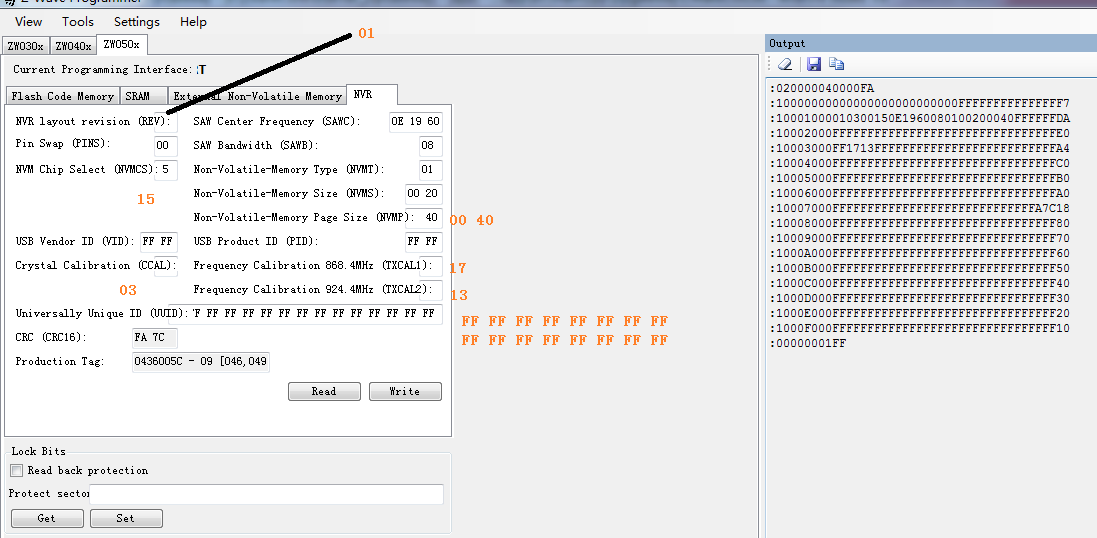 Z-Wave Programmer
View Tools Settings Help
01
ZW030x ZW040x ZW050x
Output
Current Programming Interface: IT
Flash Code Memory SRAM External Non-Volatile Memory NVR
NVR layout revision (REV): SAW Center Frequency (SAWC): 0E 19 60
Pin Swap (PINS): 00 SAW Bandwidth (SAWB): 08
NVM Chip Select (NVMCS): 5 Non-Volatile-Memory Type (NVMT): 01
15 Non-Volatile-Memory Size (NVMS): 00 20
Non-Volatile-Memory Page Size (NVMP): 40 00 40
USB Vendor ID (VID): FF FF USB Product ID (PID): FF FF
Crystal Calibration (CCAL): Frequency Calibration 868.4MHz (TXCAL1): 17
03 Frequency Calibration 924.4MHz (TXCAL2): 13
Universally Unique ID (UUID): F FF FF FF FF FF FF FF FF FF FF FF FF FF
FF FF FF FF FF FF FF FF
FF FF FF FF FF FF FF FF
CRC (CRC16): FA 7C
Production Tag: 0436005C - 09 [046,049
Read Write
Lock Bits
Read back protection
Protect sector
Get Set
:020000040000FA
:10000000000000000000000000FFFFFFFFFFFFFFF7
:1000100001030015​0E1960080100200040FFFFFFDA
:10002000FFFFFFFFFFFFFFFFFFFFFFFFFFFFFFFFE0
:10003000FF1713FFFFFFFFFFFFFFFFFFFFFFFFFFA4
:10004000FFFFFFFFFFFFFFFFFFFFFFFFFFFFFFFFC0
:10005000FFFFFFFFFFFFFFFFFFFFFFFFFFFFFFFFB0
:10006000FFFFFFFFFFFFFFFFFFFFFFFFFFFFFFFFA0
:10007000FFFFFFFFFFFFFFFFFFFFFFFFFFFFFA7C18
:10008000FFFFFFFFFFFFFFFFFFFFFFFFFFFFFFFF80
:10009000FFFFFFFFFFFFFFFFFFFFFFFFFFFFFFFF70
:1000A000FFFFFFFFFFFFFFFFFFFFFFFFFFFFFFFF60
:1000B000FFFFFFFFFFFFFFFFFFFFFFFFFFFFFFFF50
:1000C000FFFFFFFFFFFFFFFFFFFFFFFFFFFFFFFF40
:1000D000FFFFFFFFFFFFFFFFFFFFFFFFFFFFFFFF30
:1000E000FFFFFFFFFFFFFFFFFFFFFFFFFFFFFFFF20
:1000F000FFFFFFFFFFFFFFFFFFFFFFFFFFFFFFFF10
:00000001FF